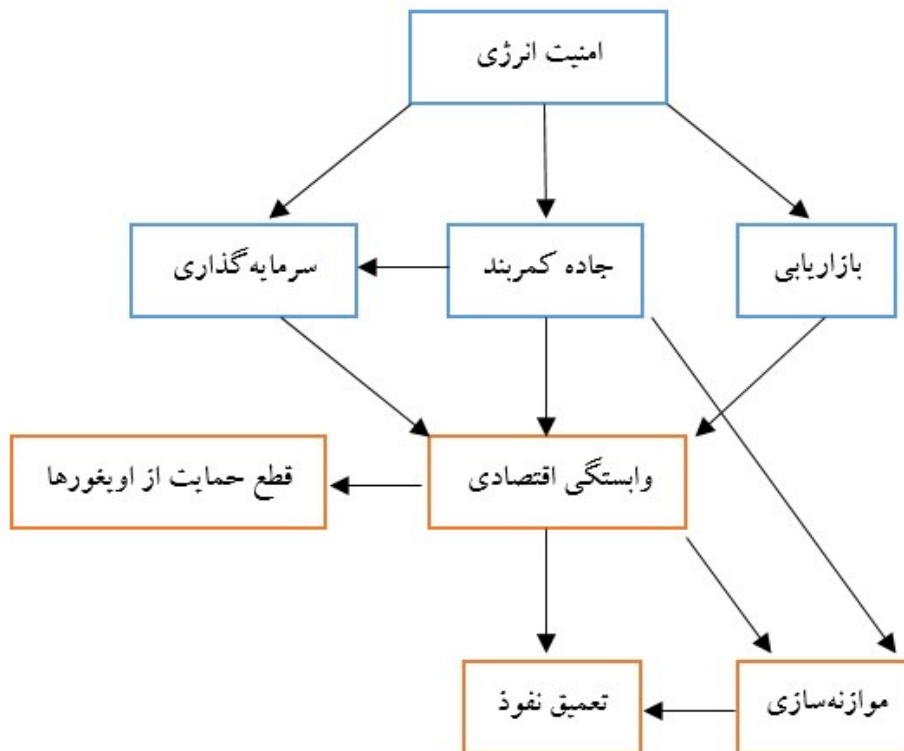 امنیت انرژی
بازاریابی
جاده کمربند
سرمایه‌گذاری
وابستگی اقتصادی
قطع حمایت از اویغورها
موازنه‌سازی
تعمیق نفوذ